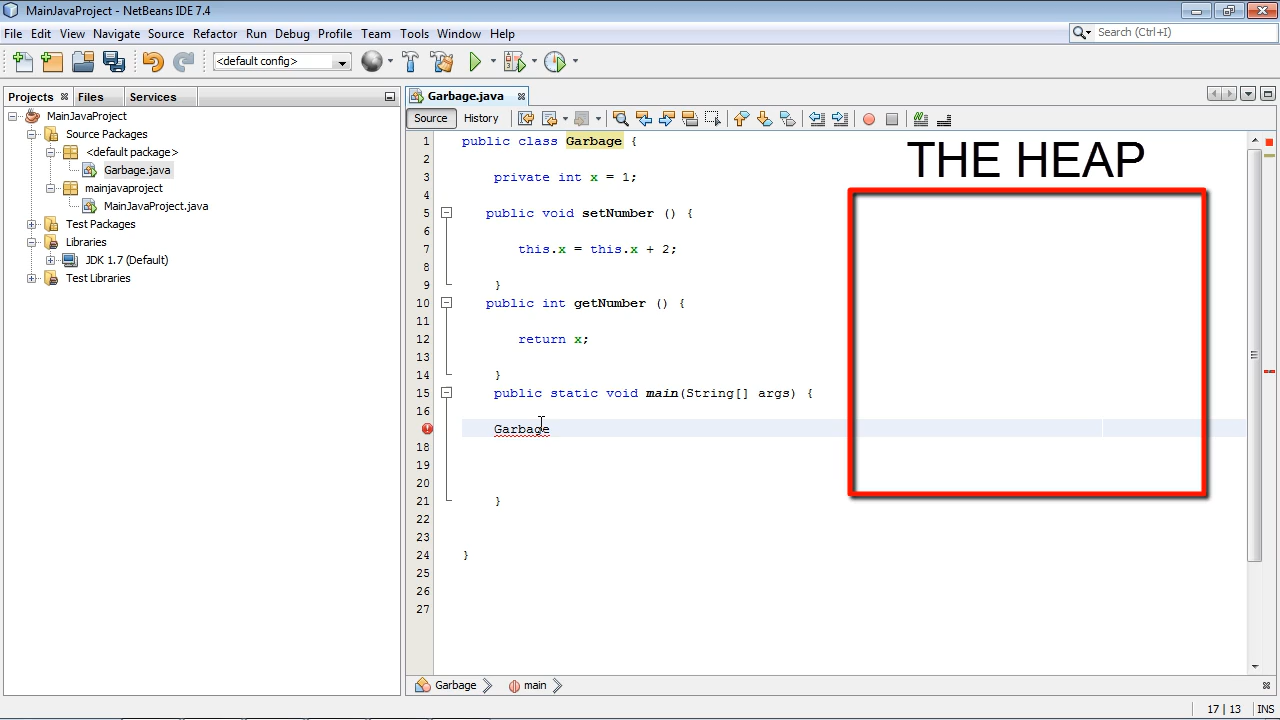 MainJavaProject - NetBeans IDE 7.4
File Edit View Navigate Source Refactor Run Debug Profile Team Tools Window Help
Search (Ctrl+I)
<default config>
Projects Files Services
MainJavaProject
Source Packages
<default package>
Garbage.java
mainjavaproject
MainJavaProject.java
Test Packages
Libraries
JDK 1.7 (Default)
Test Libraries
Garbage.java
Source History
1 public class Garbage {
2
3 private int x = 1;
4
5 public void setNumber () {
6
7 this.x = this.x + 2;
8
9 }
10 public int getNumber () {
11
12 return x;
13
14 }
15 public static void main(String[] args) {
16
Garbage
18
19
20
21 }
22
23
24 }
25
26
27
THE HEAP
Garbage main
17 | 13 INS